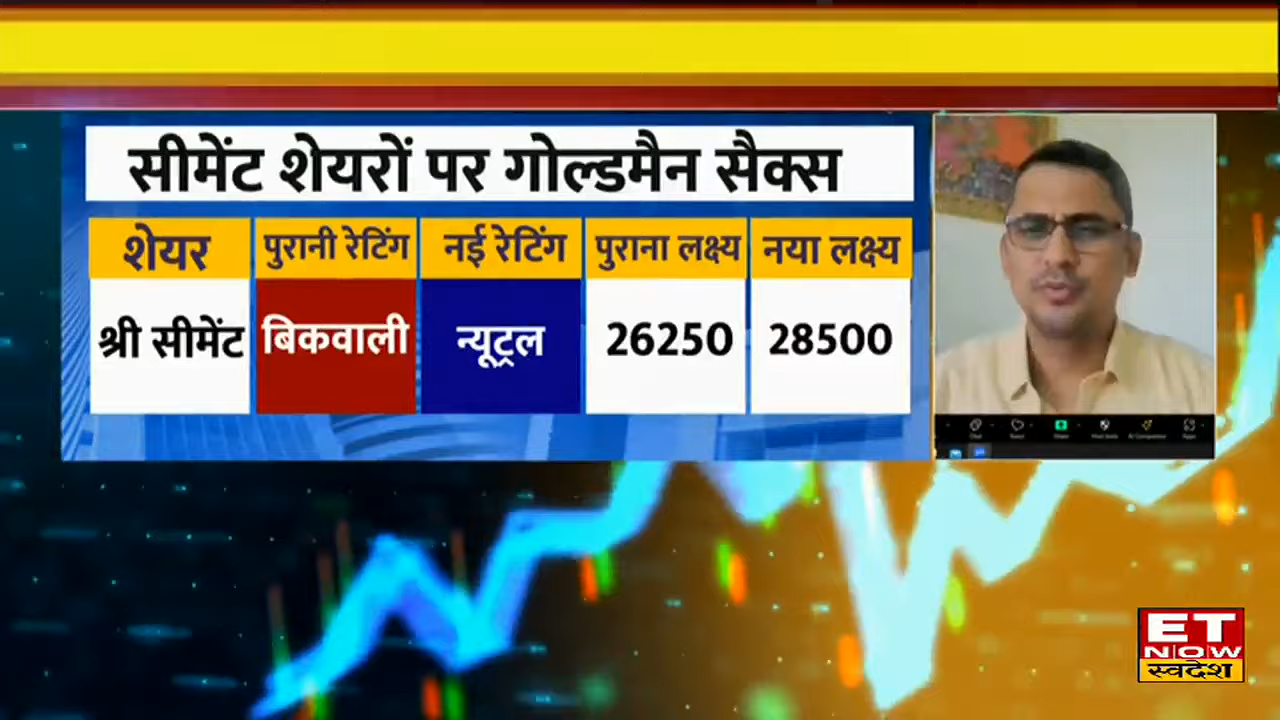 सीमेंट शेयरों पर गोल्डमैन सैक्स
शेयर पुरानी रेटिंग नई रेटिंग पुराना लक्ष्य नया लक्ष्य
श्री सीमेंट बिकवाली न्यूट्रल 26250 28500
ET
NOW
स्वदेश